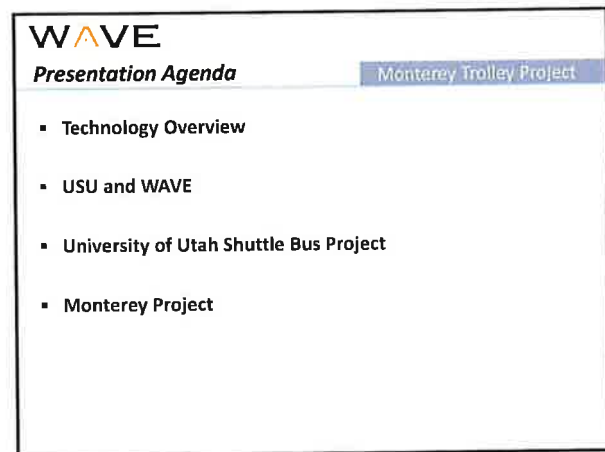 WAVE
Presentation Agenda
Monterey Trolley Project
▪ Technology Overview
▪ USU and WAVE
▪ University of Utah Shuttle Bus Project
▪ Monterey Project